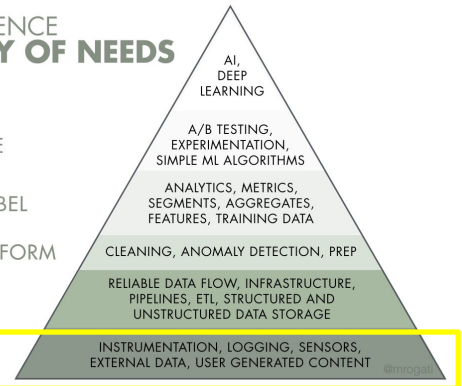 ENCE
Y OF NEEDS
AI,
DEEP
LEARNING
A/B TESTING,
EXPERIMENTATION,
SIMPLE ML ALGORITHMS
E
ANALYTICS, METRICS,
SEGMENTS, AGGREGATES,
FEATURES, TRAINING DATA
BEL
CLEANING, ANOMALY DETECTION, PREP
FORM
RELIABLE DATA FLOW, INFRASTRUCTURE,
PIPELINES, ETL, STRUCTURED AND
UNSTRUCTURED DATA STORAGE
INSTRUMENTATION, LOGGING, SENSORS,
EXTERNAL DATA, USER GENERATED CONTENT
@mrogati